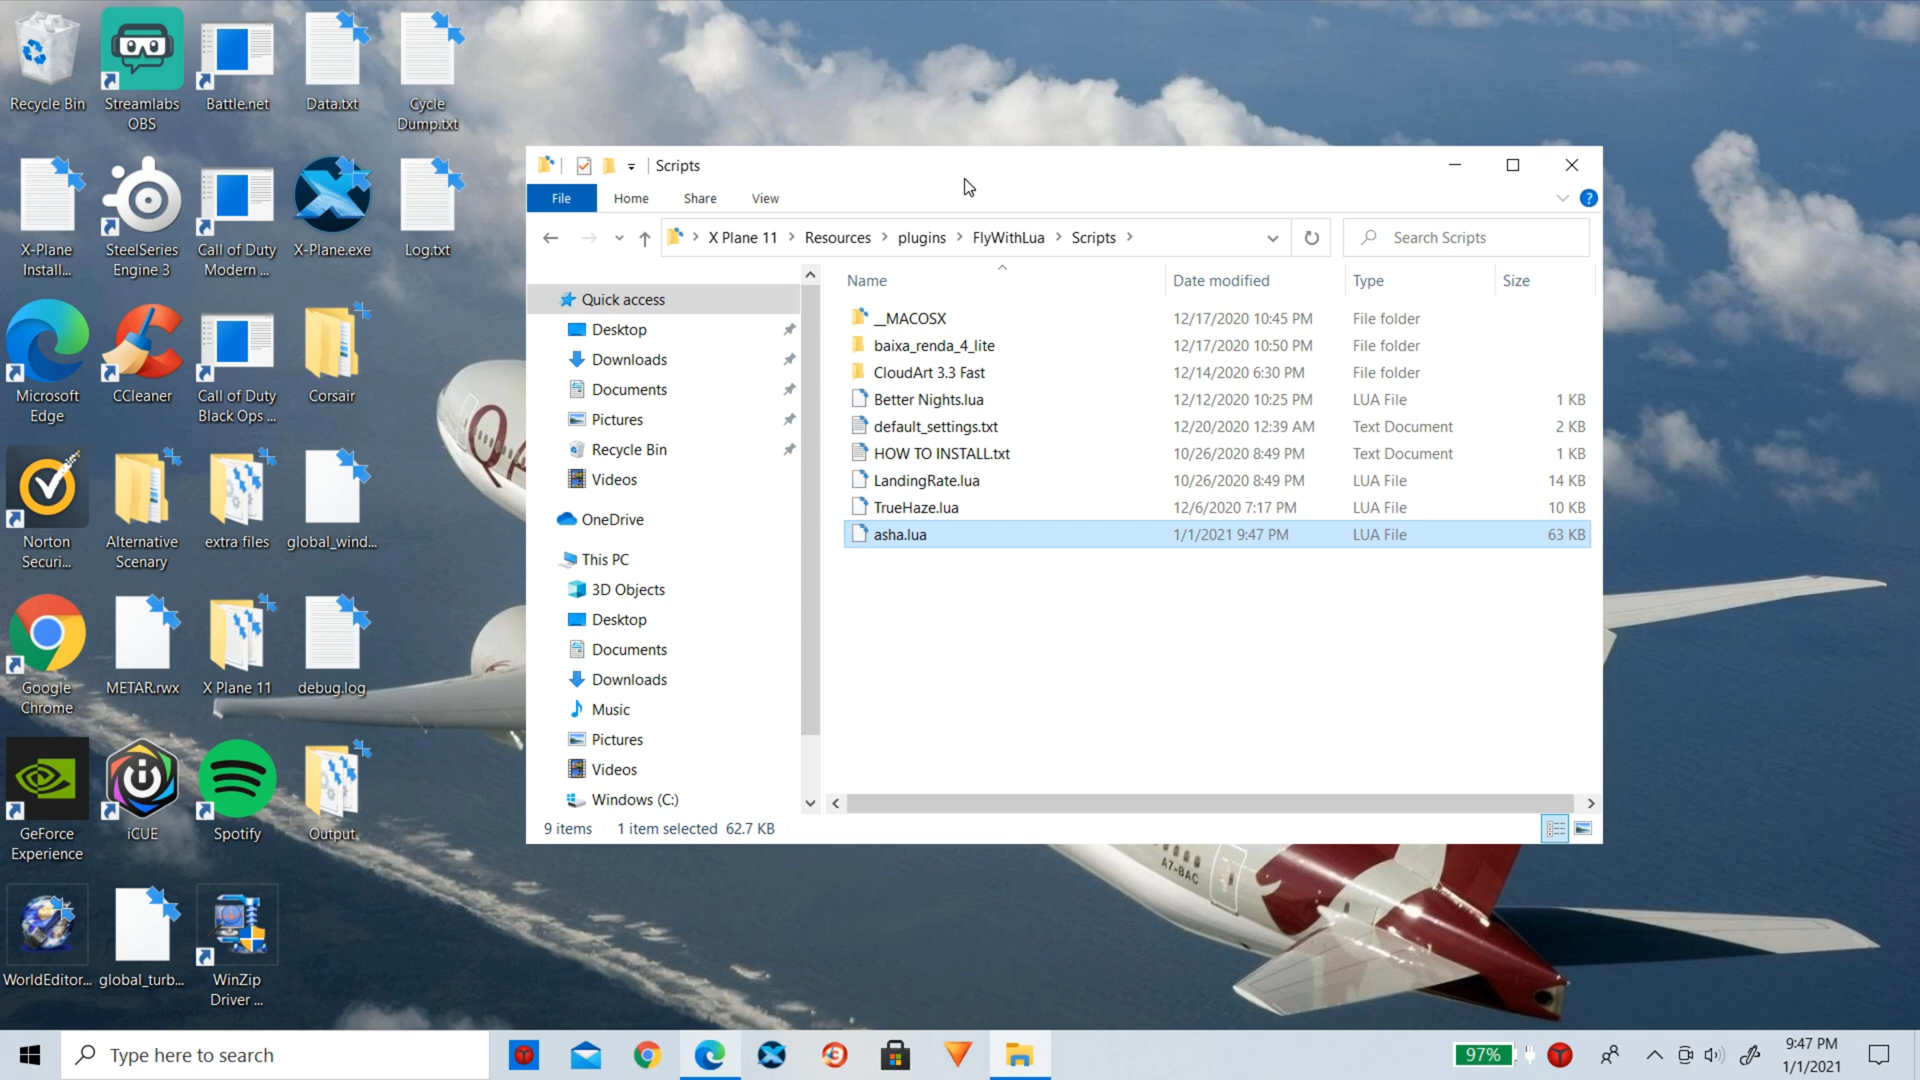 Recycle Bin
Streamlabs
OBS
Battle.net
Data.txt
Cycle
Dump.txt
X-Plane
Install...
SteelSeries
Engine 3
Call of Duty
Modern ...
X-Plane.exe
Log.txt
Microsoft
Edge
CCleaner
Call of Duty
Black Ops ...
Corsair
Norton
Securi...
Alternative
Scenery
extra files
global_wind...
Google
Chrome
METAR.rwx
X Plane 11
debug.log
GeForce
Experience
iCUE
Spotify
Output
WorldEditor...
global_turb...
WinZip
Driver ...
Scripts
File
Home
Share
View
?
X Plane 11 > Resources > plugins > FlyWithLua > Scripts >
Search Scripts
Quick access
Desktop
Downloads
Documents
Pictures
Recycle Bin
Videos
OneDrive
This PC
3D Objects
Desktop
Documents
Downloads
Music
Pictures
Videos
Windows (C:)
Name Date modified Type Size
__MACOSX 12/17/2020 10:45 PM File folder
baixa_renda_4_lite 12/17/2020 10:50 PM File folder
CloudArt 3.3 Fast 12/14/2020 6:30 PM File folder
Better Nights.lua 12/12/2020 10:25 PM LUA File 1 KB
default_settings.txt 12/20/2020 12:39 AM Text Document 2 KB
HOW TO INSTALL.txt 10/26/2020 8:49 PM Text Document 1 KB
LandingRate.lua 10/26/2020 8:49 PM LUA File 14 KB
TrueHaze.lua 12/6/2020 7:17 PM LUA File 10 KB
asha.lua 1/1/2021 9:47 PM LUA File 63 KB
9 items 1 item selected 62.7 KB
QA
A7-BAC
Type here to search
97%
9:47 PM
1/1/2021